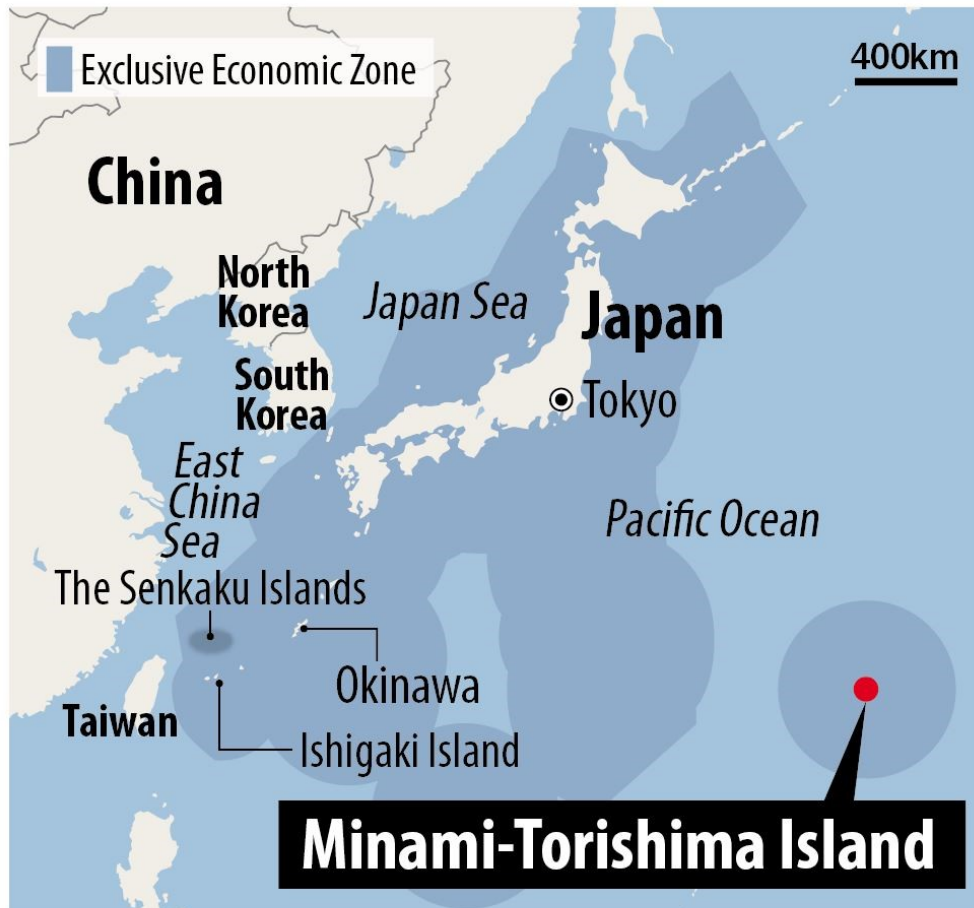 Exclusive Economic Zone
400km
China
North
Korea
Japan Sea
Japan
South
Korea
Tokyo
East
China
Sea
Pacific Ocean
The Senkaku Islands
Okinawa
Taiwan
Ishigaki Island
Minami-Torishima Island